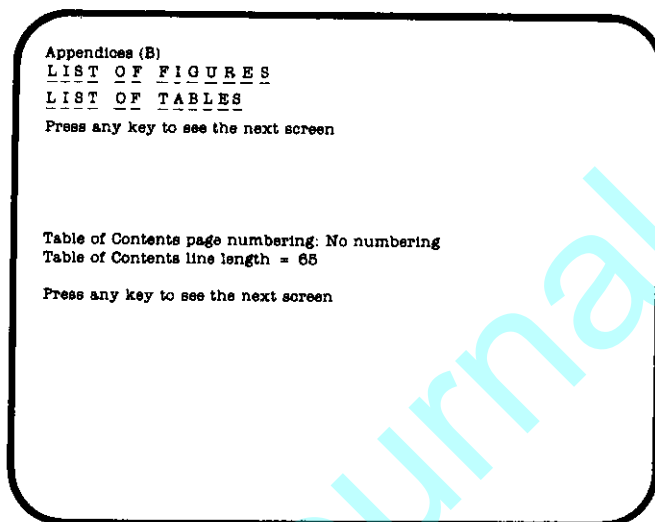 Appendices (B)
LIST OF FIGURES
LIST OF TABLES
Press any key to see the next screen
Table of Contents page numbering: No numbering
Table of Contents line length = 65
Press any key to see the next screen
urnal